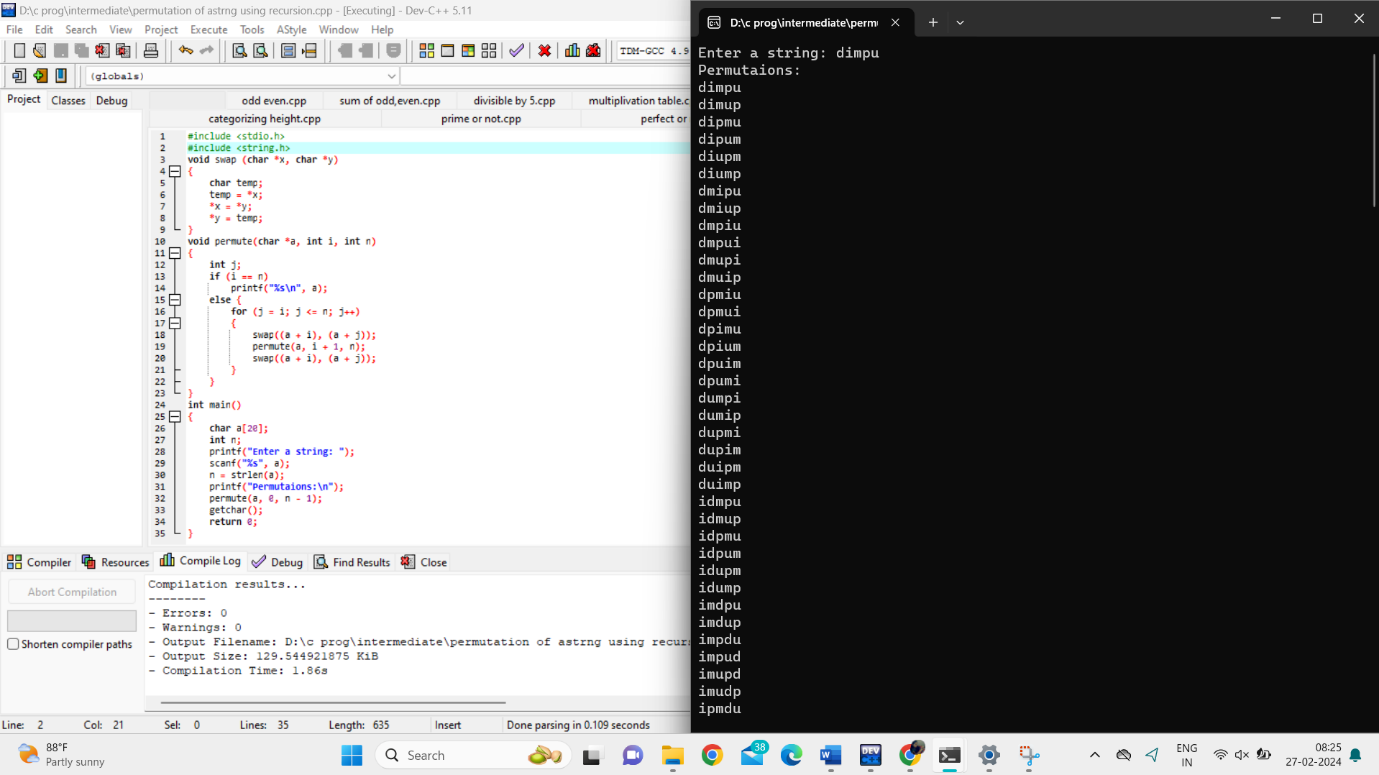 D:\c prog\intermediate\permutation of astrng using recursion.cpp - [Executing] - Dev-C++ 5.11
File Edit Search View Project Execute Tools AStyle Window Help
TDM-GCC 4.9
(globals)
Project Classes Debug
odd even.cpp sum of odd,even.cpp divisible by 5.cpp multiplivation table.c
categorizing height.cpp prime or not.cpp perfect or
1 #include <stdio.h>
2 #include <string.h>
3 void swap (char *x, char *y)
4 {
5 char temp;
6 temp = *x;
7 *x = *y;
8 *y = temp;
9 }
10 void permute(char *a, int i, int n)
11 {
12 int j;
13 if (i == n)
14 printf("%s\n", a);
15 else {
16 for (j = i; j <= n; j++)
17 {
18 swap((a + i), (a + j));
19 permute(a, i + 1, n);
20 swap((a + i), (a + j));
21 }
22 }
23 }
24 int main()
25 {
26 char a[20];
27 int n;
28 printf("Enter a string: ");
29 scanf("%s", a);
30 n = strlen(a);
31 printf("Permutaions:\n");
32 permute(a, 0, n - 1);
33 getchar();
34 return 0;
35 }
Compiler Resources Compile Log Debug Find Results Close
Abort Compilation
Shorten compiler paths
Compilation results...
--------
- Errors: 0
- Warnings: 0
- Output Filename: D:\c prog\intermediate\permutation of astrng using recurs
- Output Size: 129.544921875 KiB
- Compilation Time: 1.86s
Line: 2 Col: 21 Sel: 0 Lines: 35 Length: 635 Insert Done parsing in 0.109 seconds
D:\c prog\intermediate\perm
Enter a string: dimpu
Permutaions:
dimpu
dimup
dipmu
dipum
diupm
diump
dmipu
dmiup
dmpiu
dmpui
dmupi
dmuip
dpmiu
dpmui
dpimu
dpium
dpuim
dpumi
dumpi
dumip
dupmi
dupim
duipm
duimp
idmpu
idmup
idpmu
idpum
idupm
idump
imdpu
imdup
impdu
impud
imupd
imudp
ipmdu
88°F
Partly sunny
Search
38
DEV
ENG
IN
08:25
27-02-2024